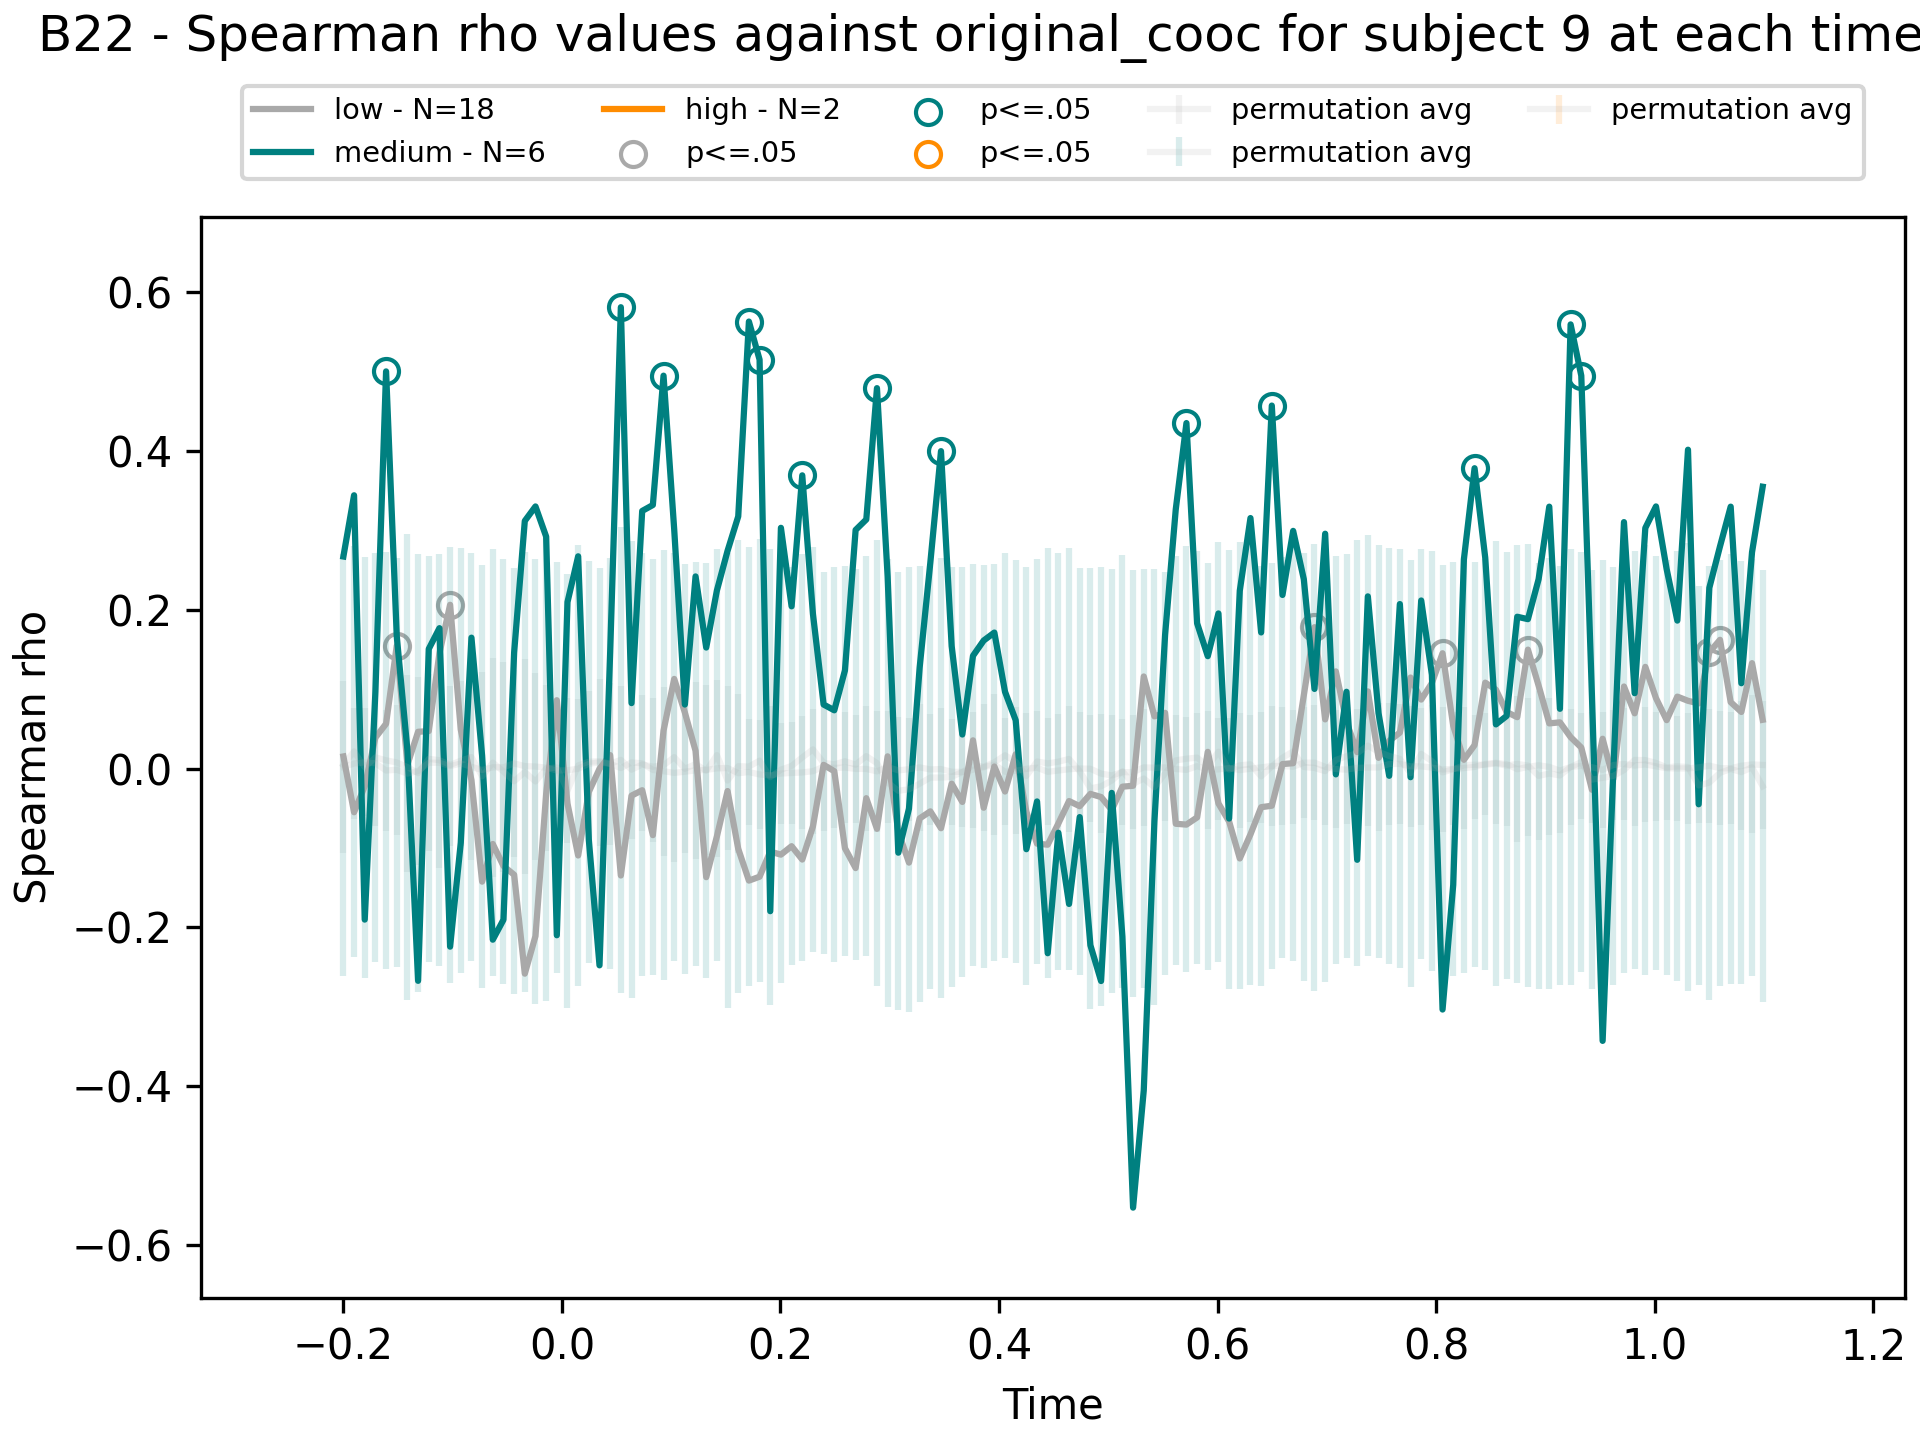 B22 - Spearman rho values against original_cooc for subject 9 at each time
low - N=18 high - N=2 p<=.05 permutation avg permutation avg
medium - N=6 p<=.05 p<=.05 permutation avg
0.6
0.4
0.2
0.0
−0.2
−0.4
−0.6
Spearman rho
−0.2 0.0 0.2 0.4 0.6 0.8 1.0 1.2
Time